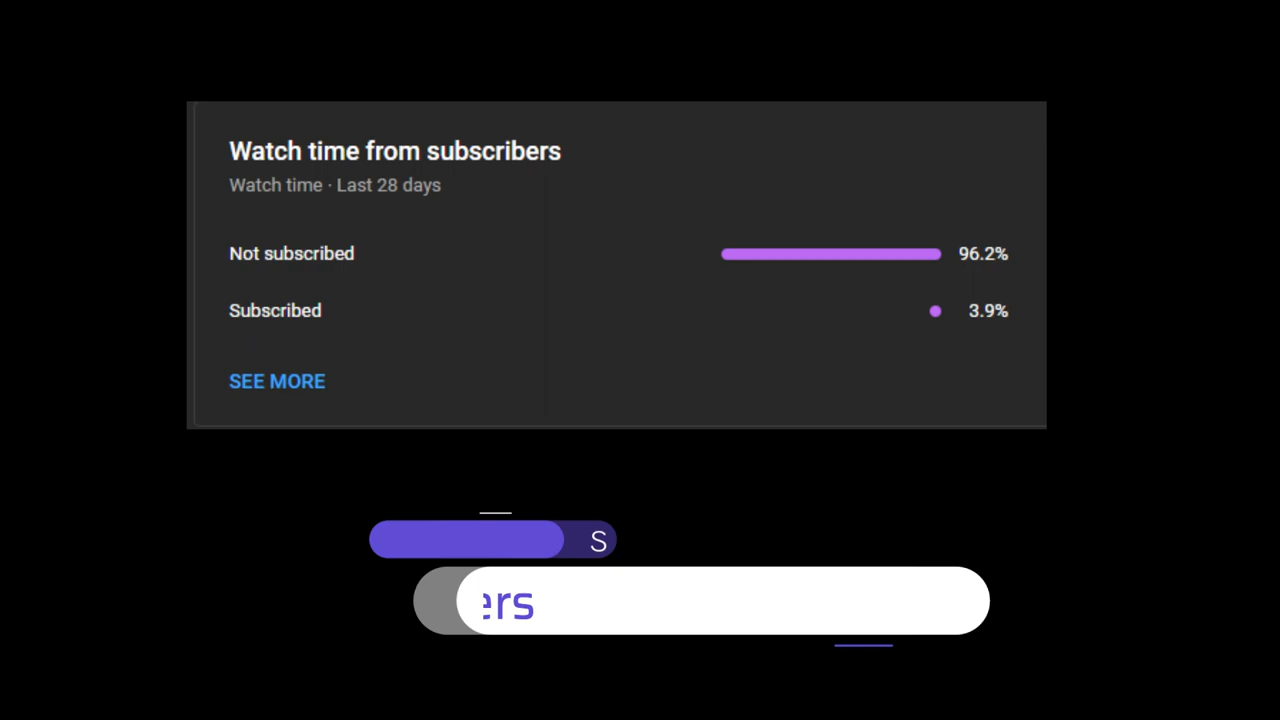 Watch time from subscribers
Watch time · Last 28 days
Not subscribed 96.2%
Subscribed 3.9%
SEE MORE
S
ers